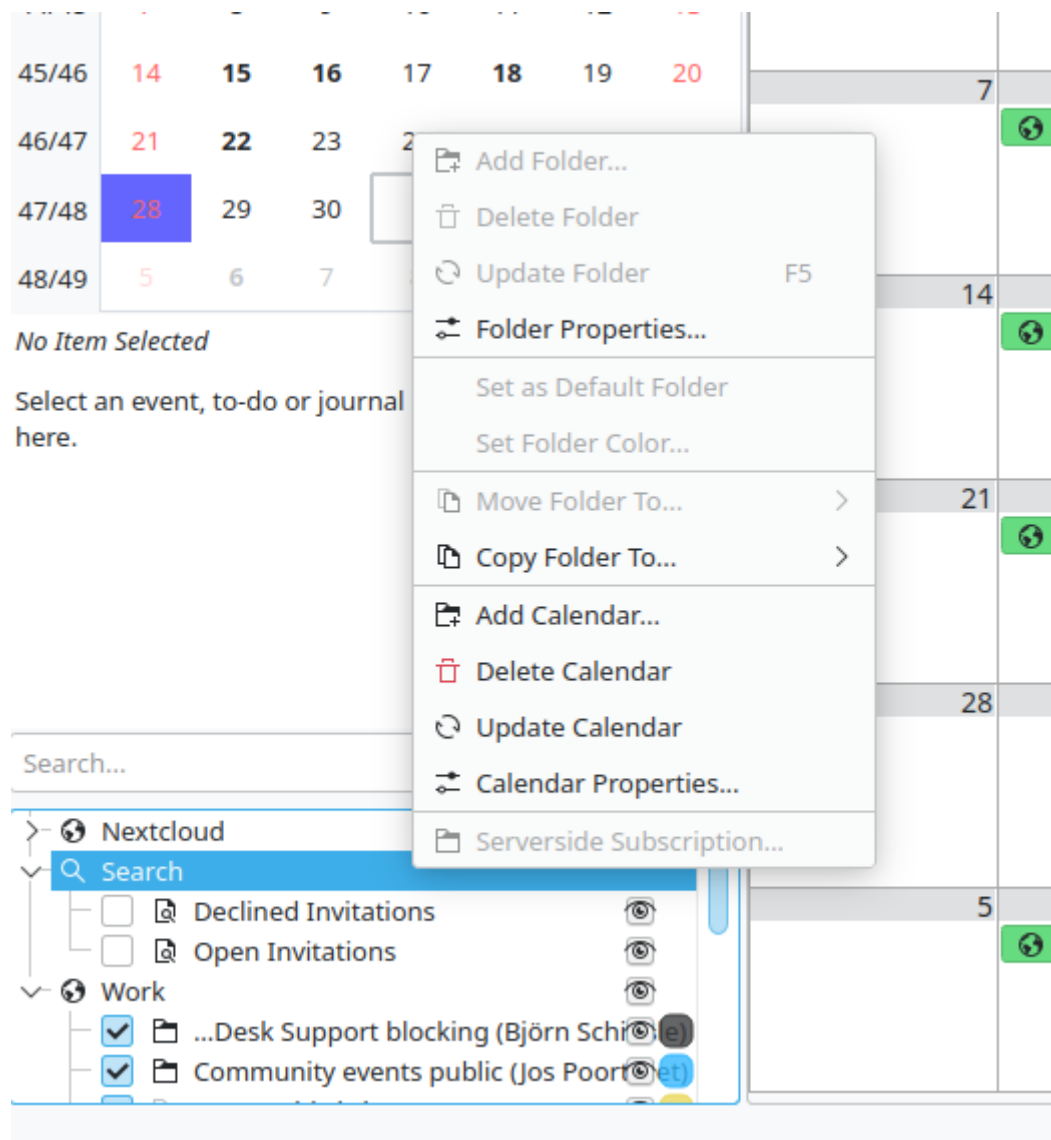 45/46 14 15 16 17 18 19 20
46/47 21 22 23
47/48 28 29 30
48/49 5 6 7
No Item Selected
Select an event, to-do or journal
here.
Add Folder...
Delete Folder
Update Folder F5
Folder Properties...
Set as Default Folder
Set Folder Color...
Move Folder To...
Copy Folder To...
Add Calendar...
Delete Calendar
Update Calendar
Calendar Properties...
Serverside Subscription...
Search...
Nextcloud
Search
Declined Invitations
Open Invitations
Work
...Desk Support blocking (Björn
Community events public (Jos
7
14
21
28
5